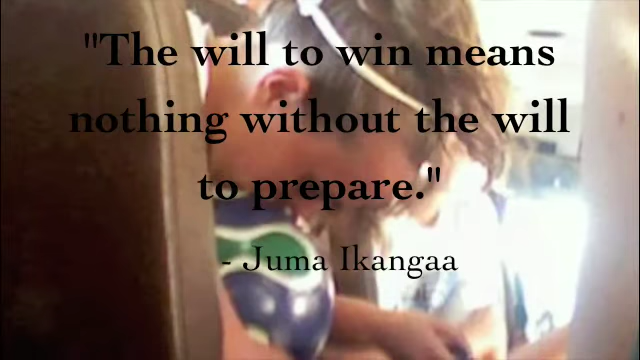 "The will to win means
nothing without the will
to prepare."
- Juma Ikangaa